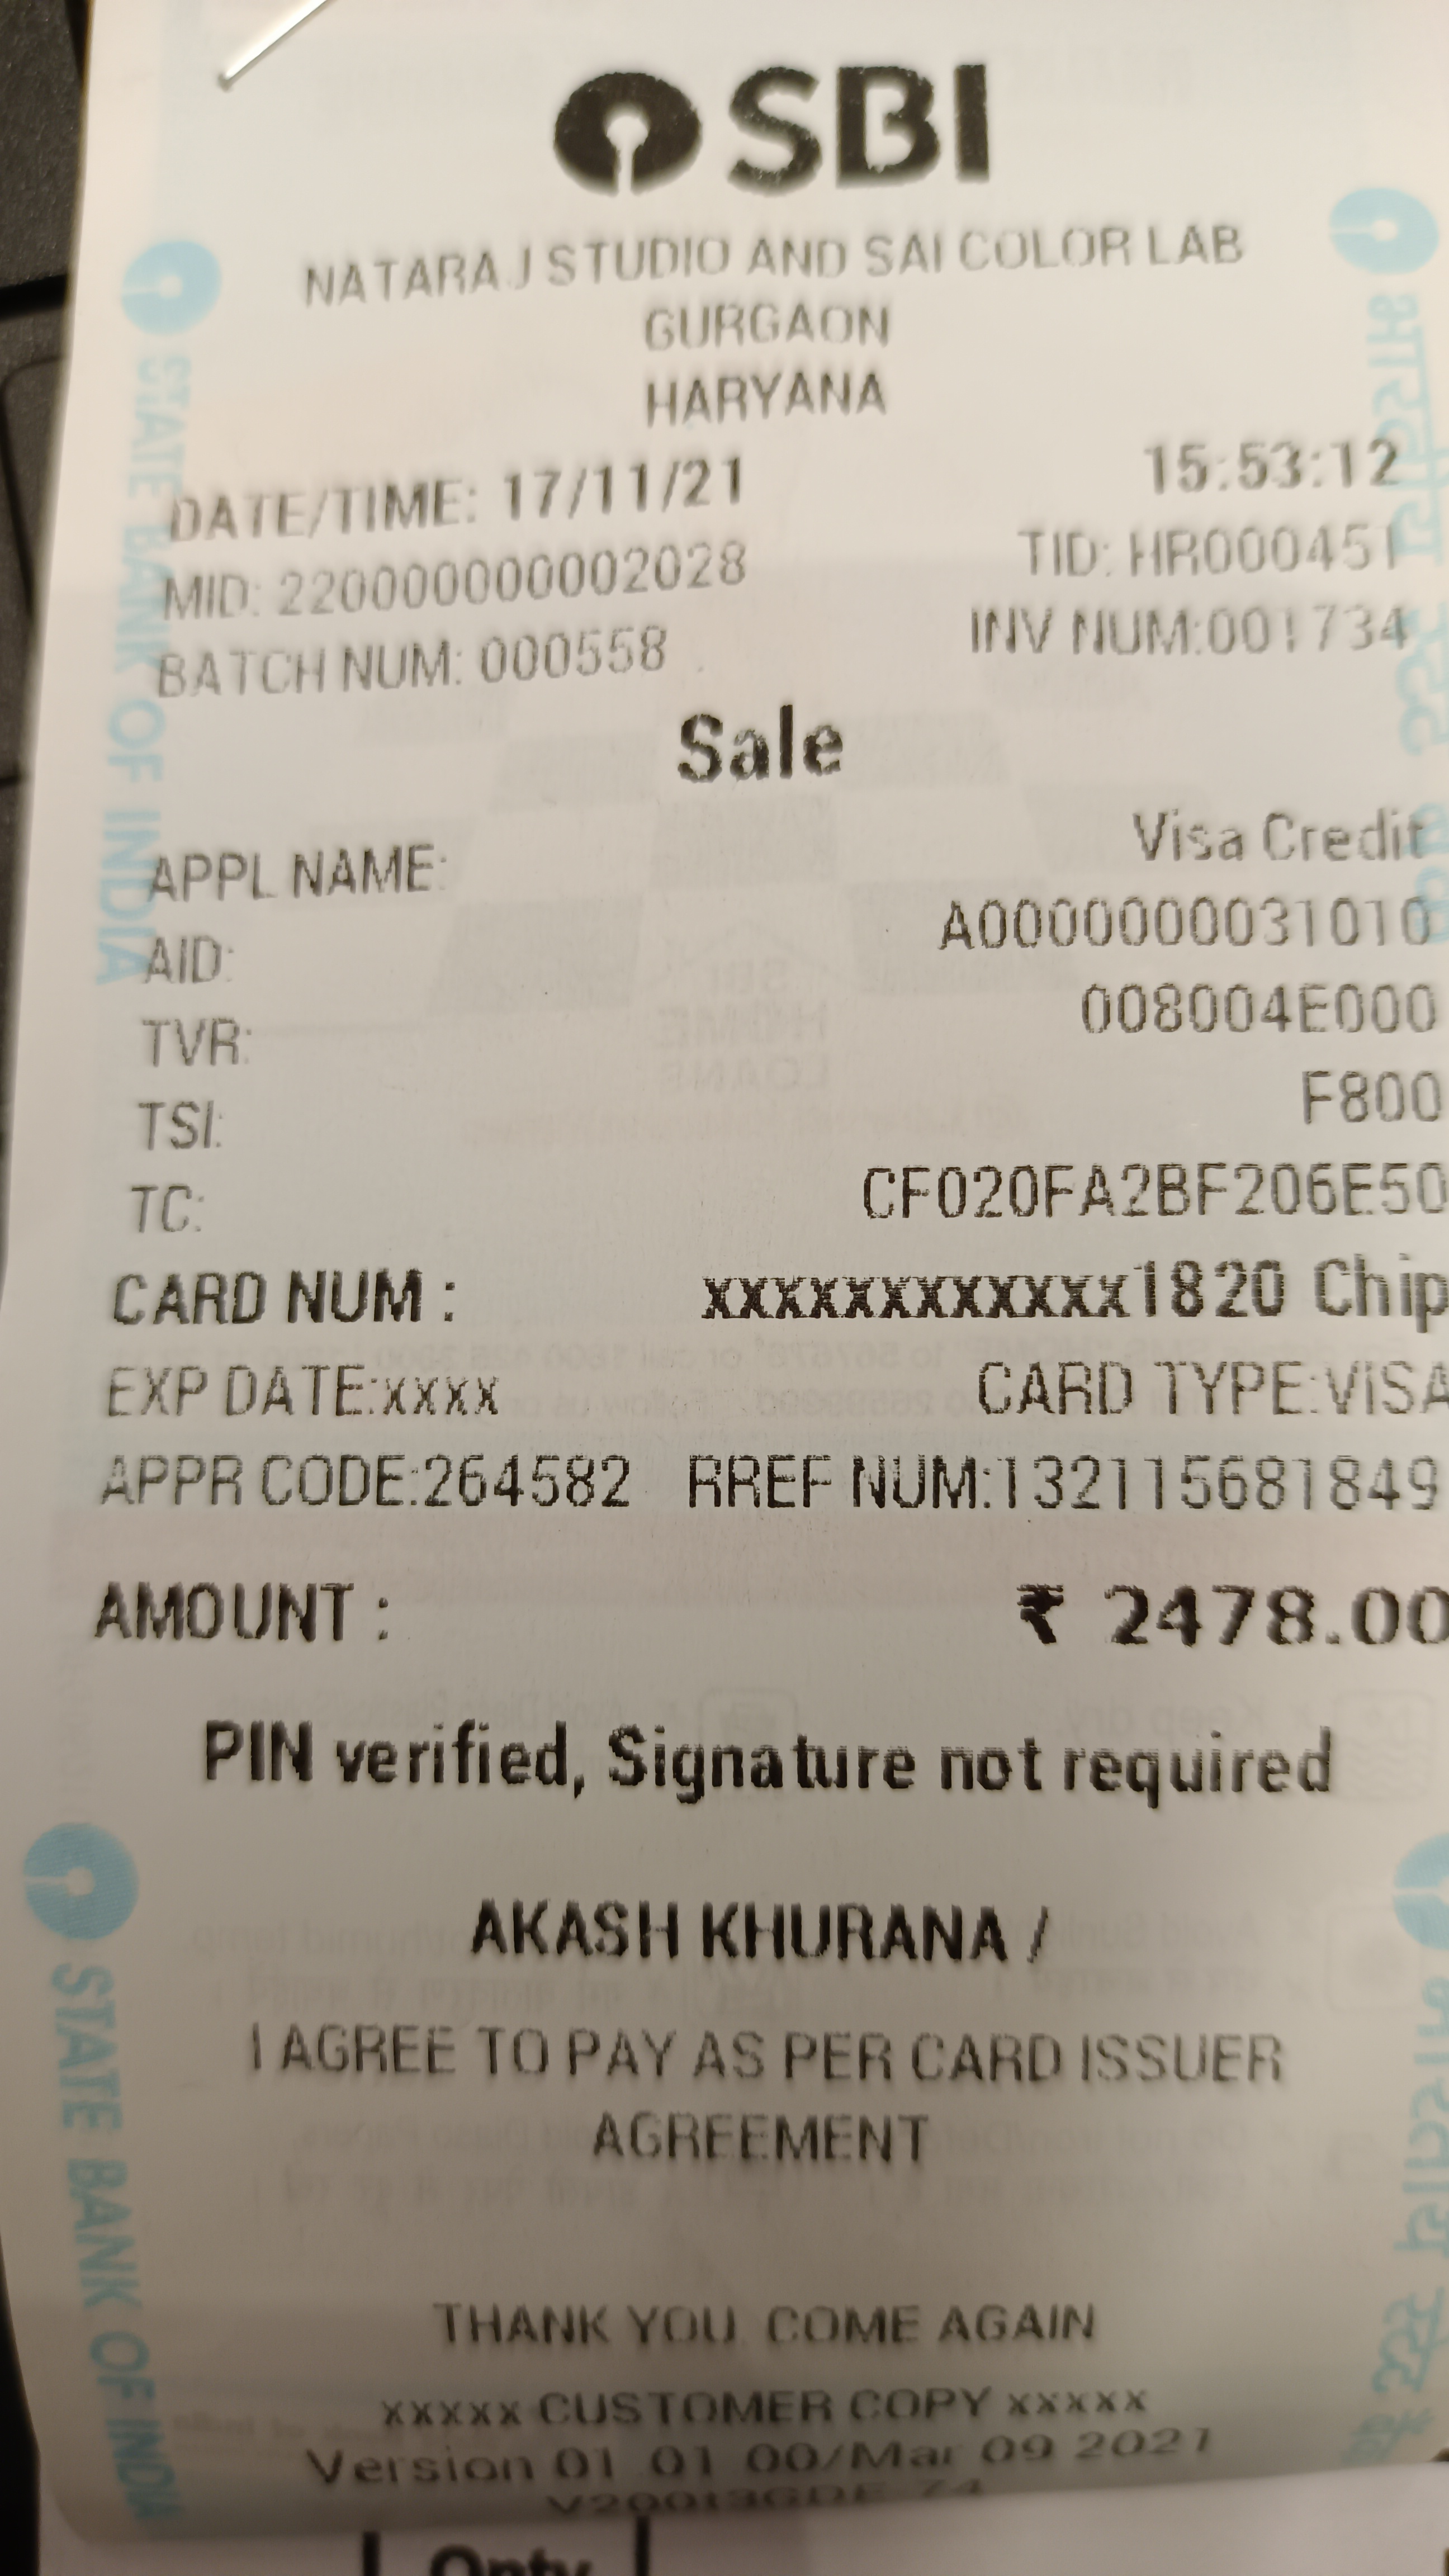 SBI
NATARAJ STUDIO AND SAI COLOR LAB
GURGAON
HARYANA
DATE/TIME: 17/11/21 15:53:12
MID: 220000000002028 TID: HR000451
BATCH NUM: 000558 INV NUM:001734
Sale
APPL NAME: Visa Credit
AID: A0000000031010
TVR: 008004E000
TSI: F800
TC: CF020FA2BF206E50
CARD NUM : xxxxxxxxxxxx1820 Chip
EXP DATE:xxxx CARD TYPE:VISA
APPR CODE:264582 RREF NUM:132115681849
AMOUNT : ₹ 2478.00
PIN verified, Signature not required
AKASH KHURANA /
I AGREE TO PAY AS PER CARD ISSUER
AGREEMENT
THANK YOU. COME AGAIN
xxxxx CUSTOMER COPY xxxxx
Version 01.01.00/Mar 09 2021
STATE BANK OF INDIA
भारतीय स्टेट बैंक
STATE BANK OF INDIA
भारतीय स्टेट बैंक